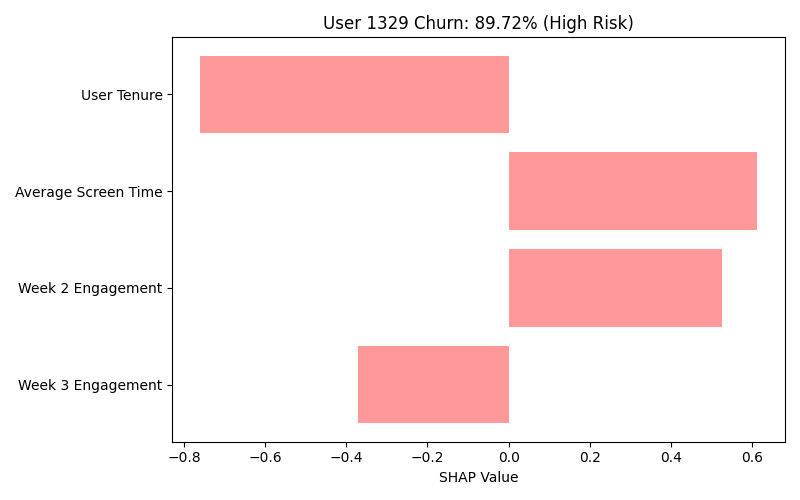 User 1329 Churn: 89.72% (High Risk)
User Tenure
Average Screen Time
Week 2 Engagement
Week 3 Engagement
−0.8 −0.6 −0.4 −0.2 0.0 0.2 0.4 0.6
SHAP Value